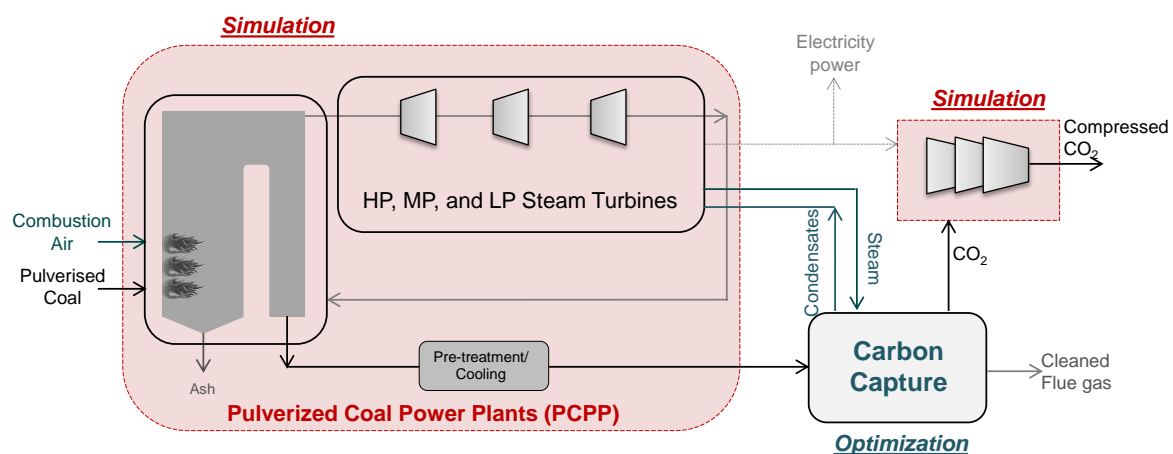 Simulation
Electricity
power
Simulation
Compressed
CO2
HP, MP, and LP Steam Turbines
Combustion
Air
Pulverised
Coal
Condensates
Steam
CO2
Pre-treatment/
Cooling
Carbon
Capture
Cleaned
Flue gas
Ash
Pulverized Coal Power Plants (PCPP)
Optimization